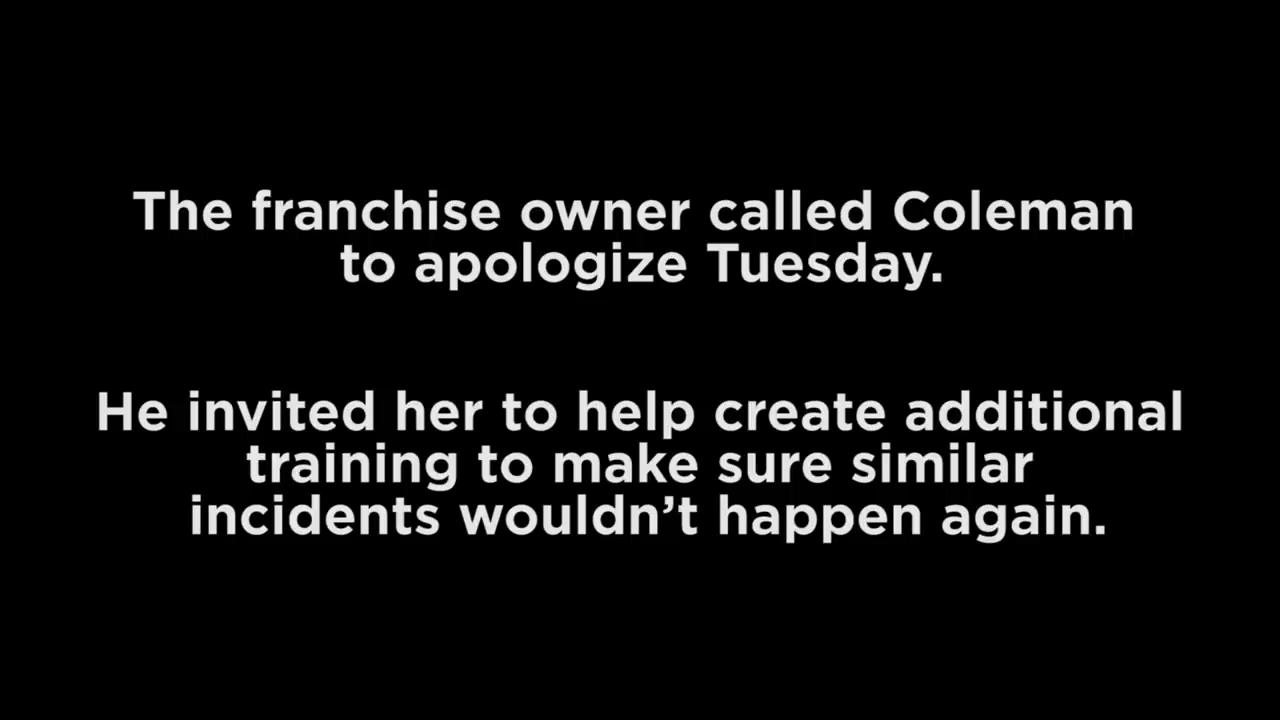 The franchise owner called Coleman
to apologize Tuesday.
He invited her to help create additional
training to make sure similar
incidents wouldn’t happen again.